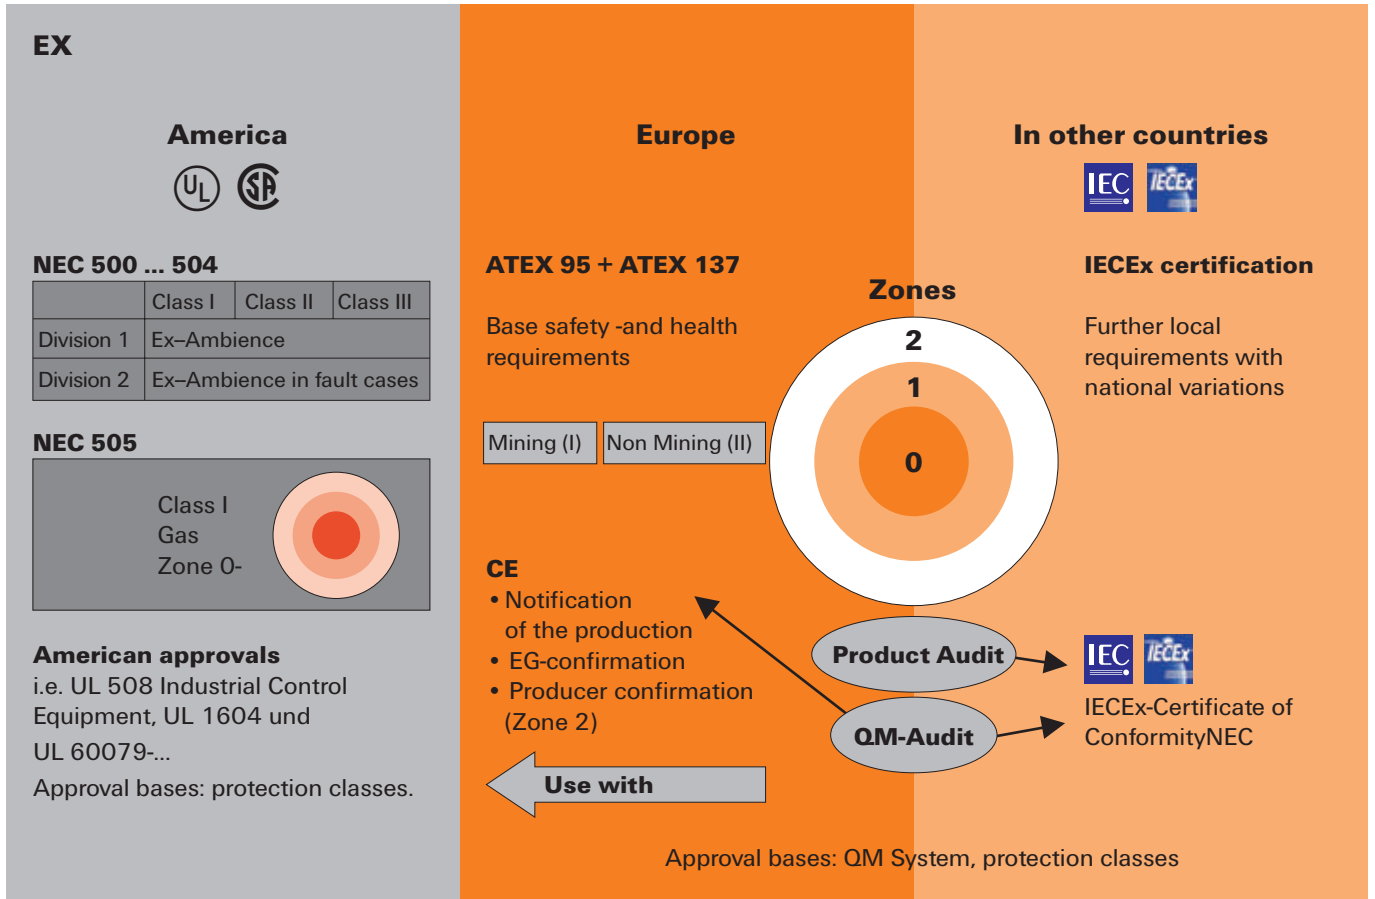 EX
America
UL
SA
NEC 500 ... 504
Class I
Class II
Class III
Division 1
Ex–Ambience
Division 2
Ex–Ambience in fault cases
NEC 505
Class I
Gas
Zone 0-
American approvals
i.e. UL 508 Industrial Control
Equipment, UL 1604 und
UL 60079-...
Approval bases: protection classes.
Europe
ATEX 95 + ATEX 137
Base safety -and health
requirements
Mining (I)
Non Mining (II)
CE
• Notification
of the production
• EG-confirmation
• Producer confirmation
(Zone 2)
Use with
Zones
2
1
0
Product Audit
QM-Audit
In other countries
IEC
IECEx
IECEx certification
Further local
requirements with
national variations
IEC
IECEx
IECEx-Certificate of
ConformityNEC
Approval bases: QM System, protection classes